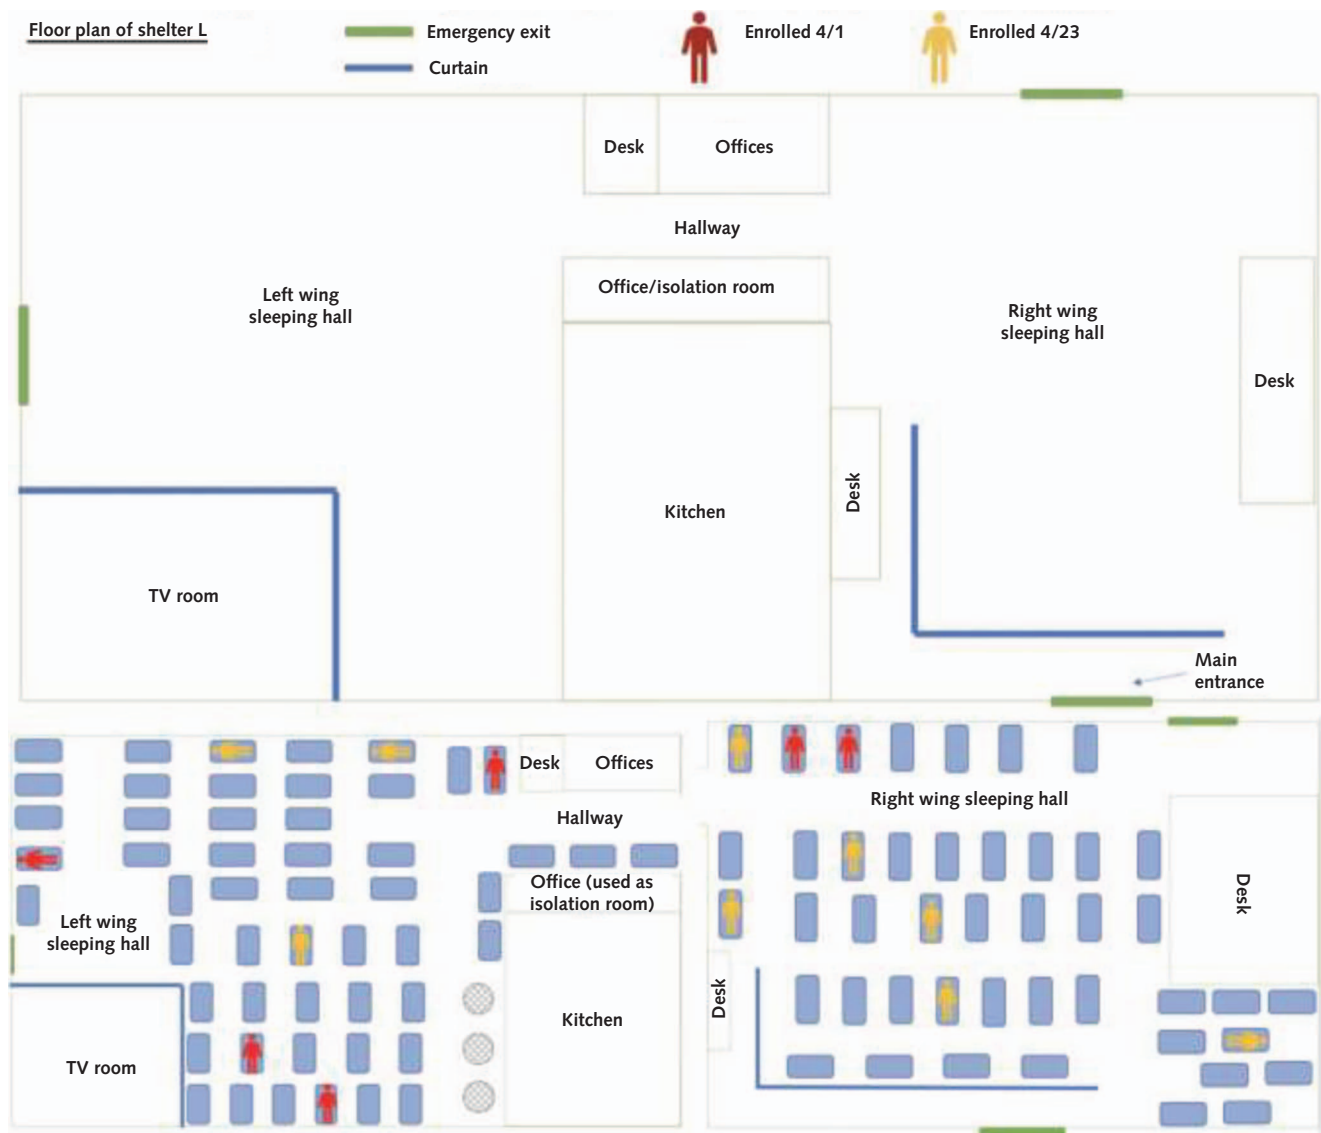 Floor plan of shelter L
Emergency exit
Curtain
Enrolled 4/1
Enrolled 4/23
Desk
Offices
Hallway
Office/isolation room
Left wing
sleeping hall
Right wing
sleeping hall
Desk
Desk
Kitchen
TV room
Main
entrance
Desk
Offices
Hallway
Office (used as
isolation room)
Left wing
sleeping hall
Kitchen
TV room
Right wing sleeping hall
Desk
Desk